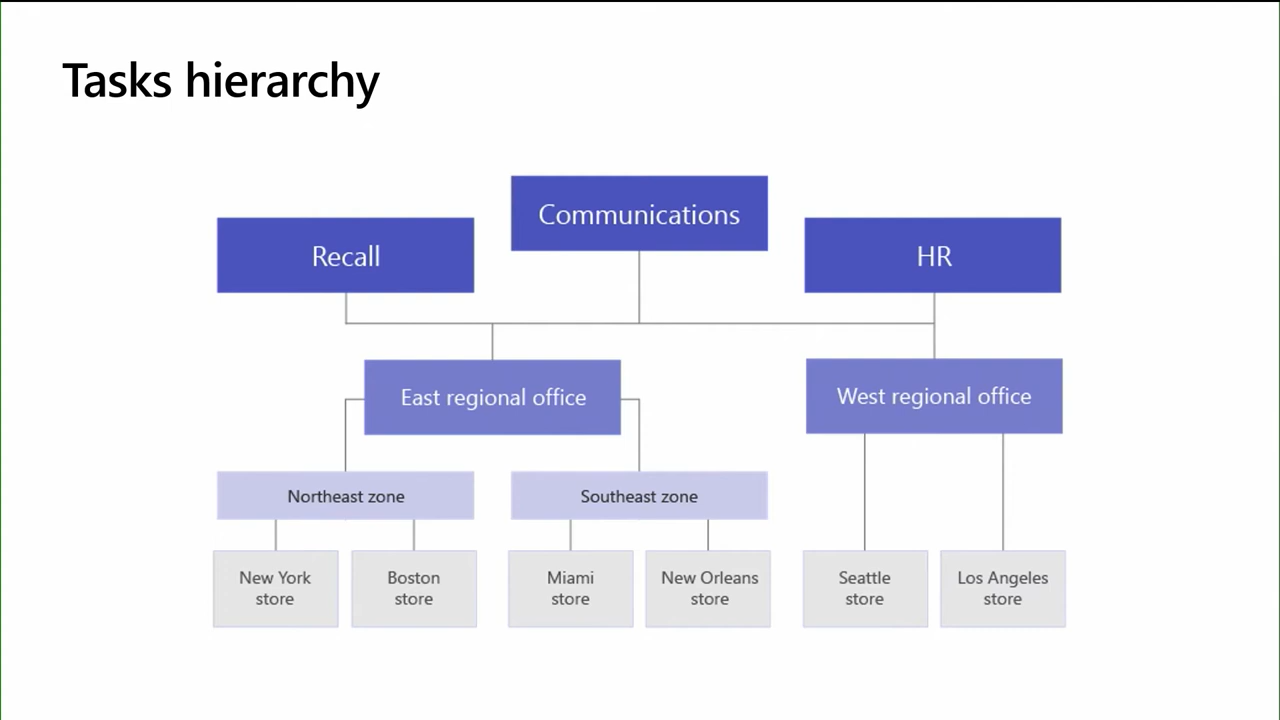 Tasks hierarchy
Communications
Recall
HR
East regional office
West regional office
Northeast zone
Southeast zone
New York
store
Boston
store
Miami
store
New Orleans
store
Seattle
store
Los Angeles
store